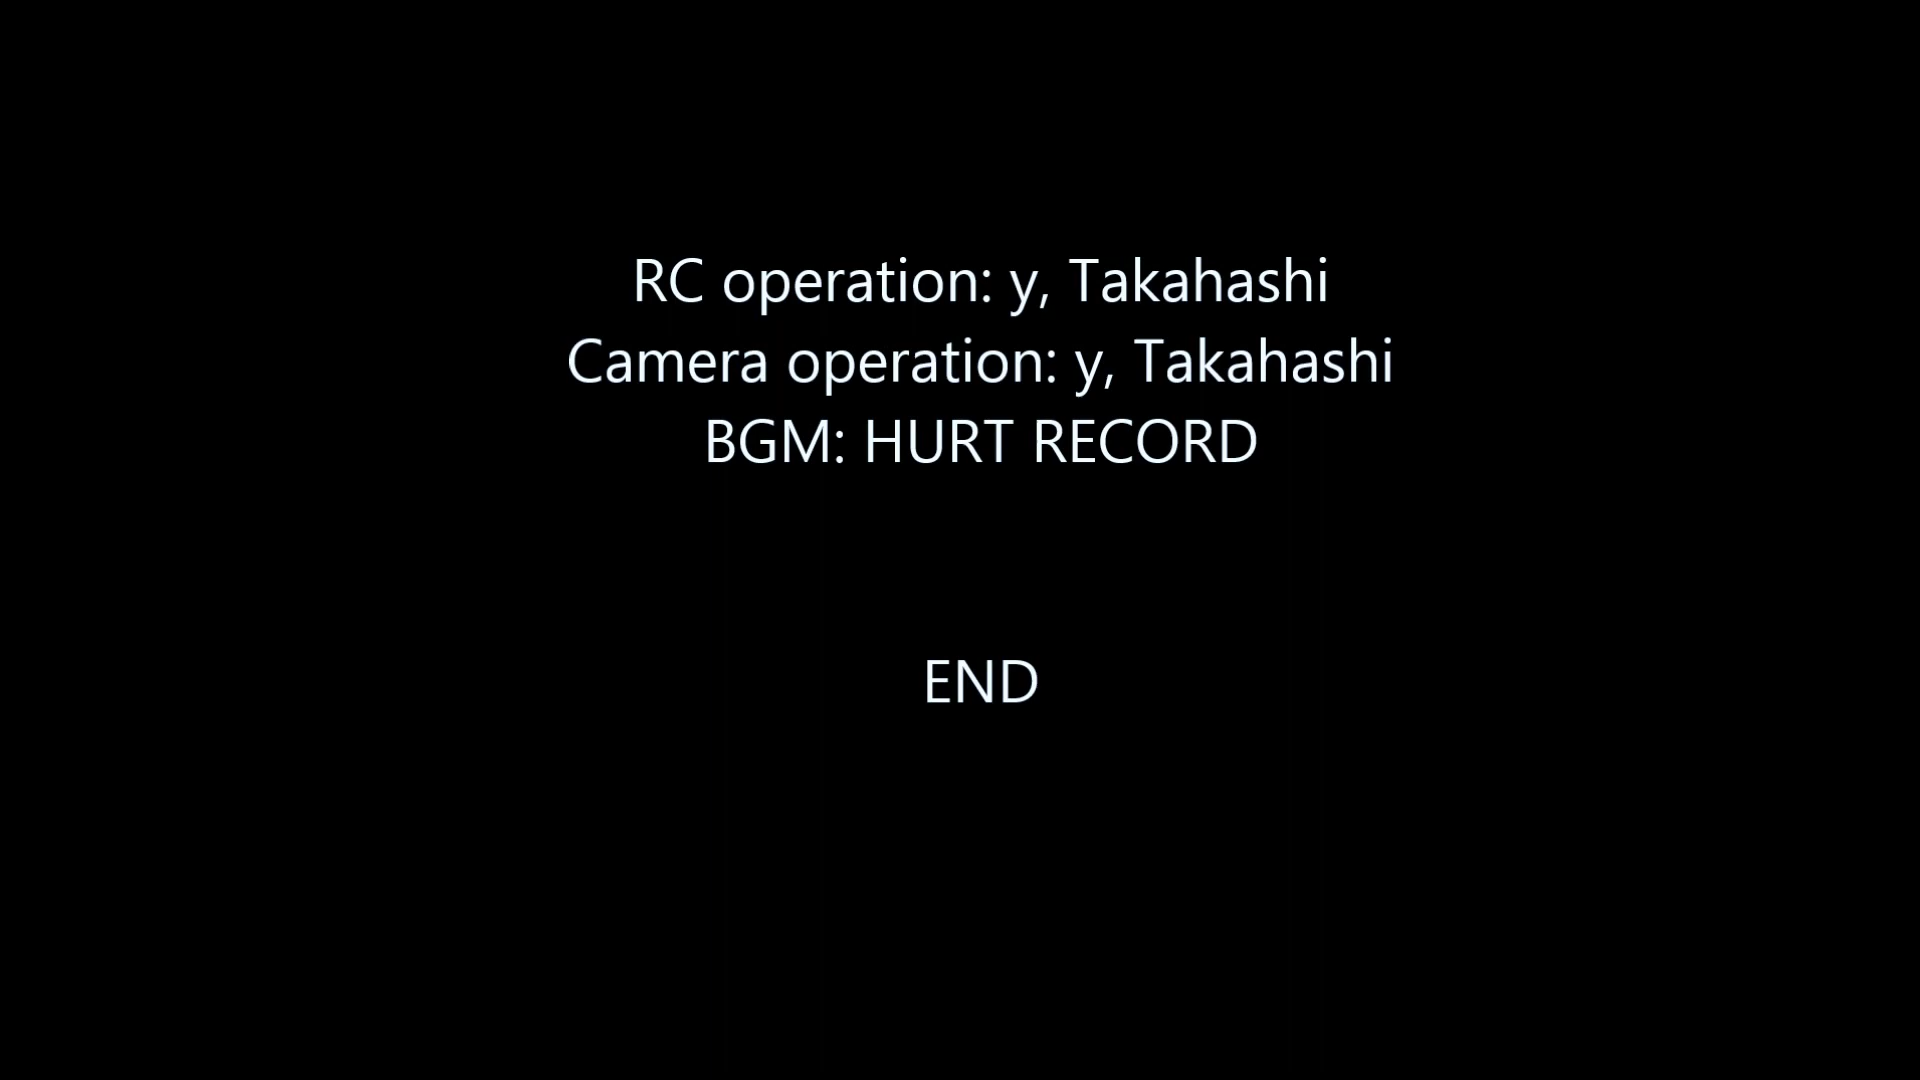 RC operation: y, Takahashi
Camera operation: y, Takahashi
BGM: HURT RECORD
END